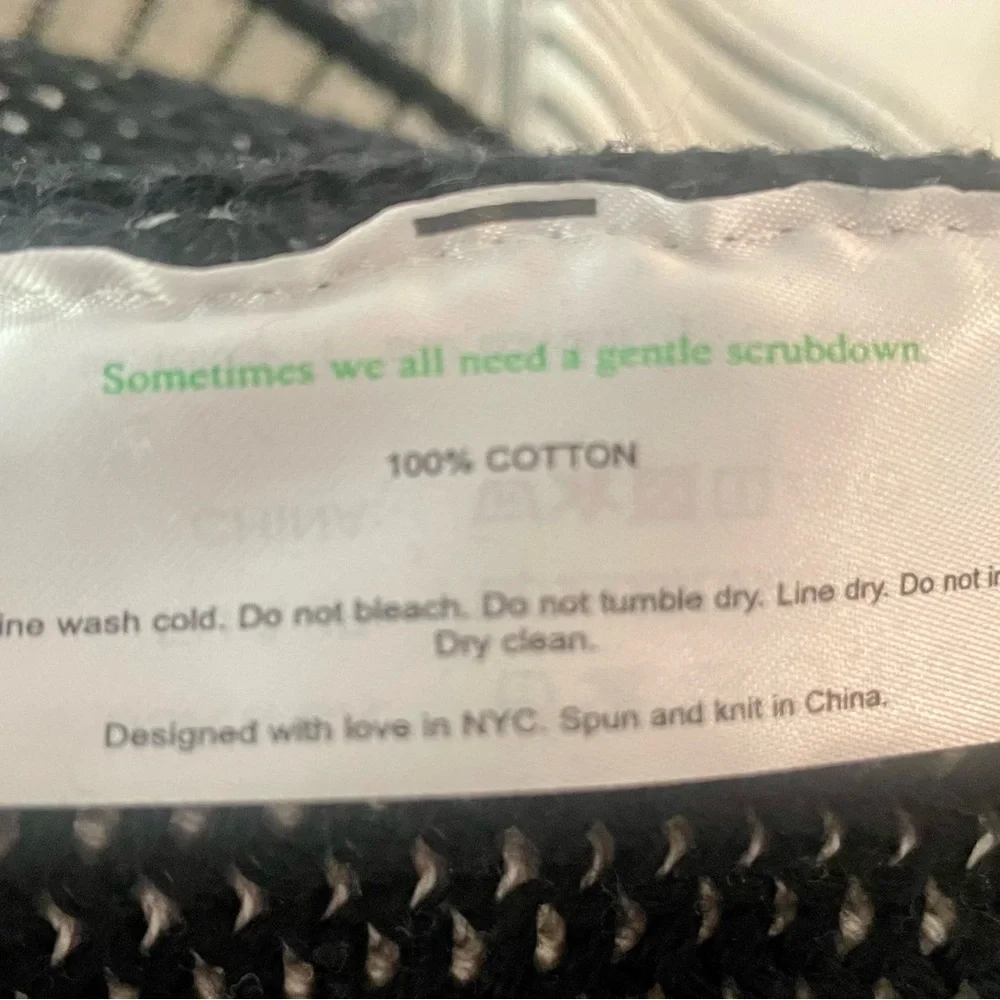 Sometimes we all need a gentle scrubdown.
100% COTTON
ine wash cold. Do not bleach. Do not tumble dry. Line dry. Do not ir
Dry clean.
Designed with love in NYC. Spun and knit in China.